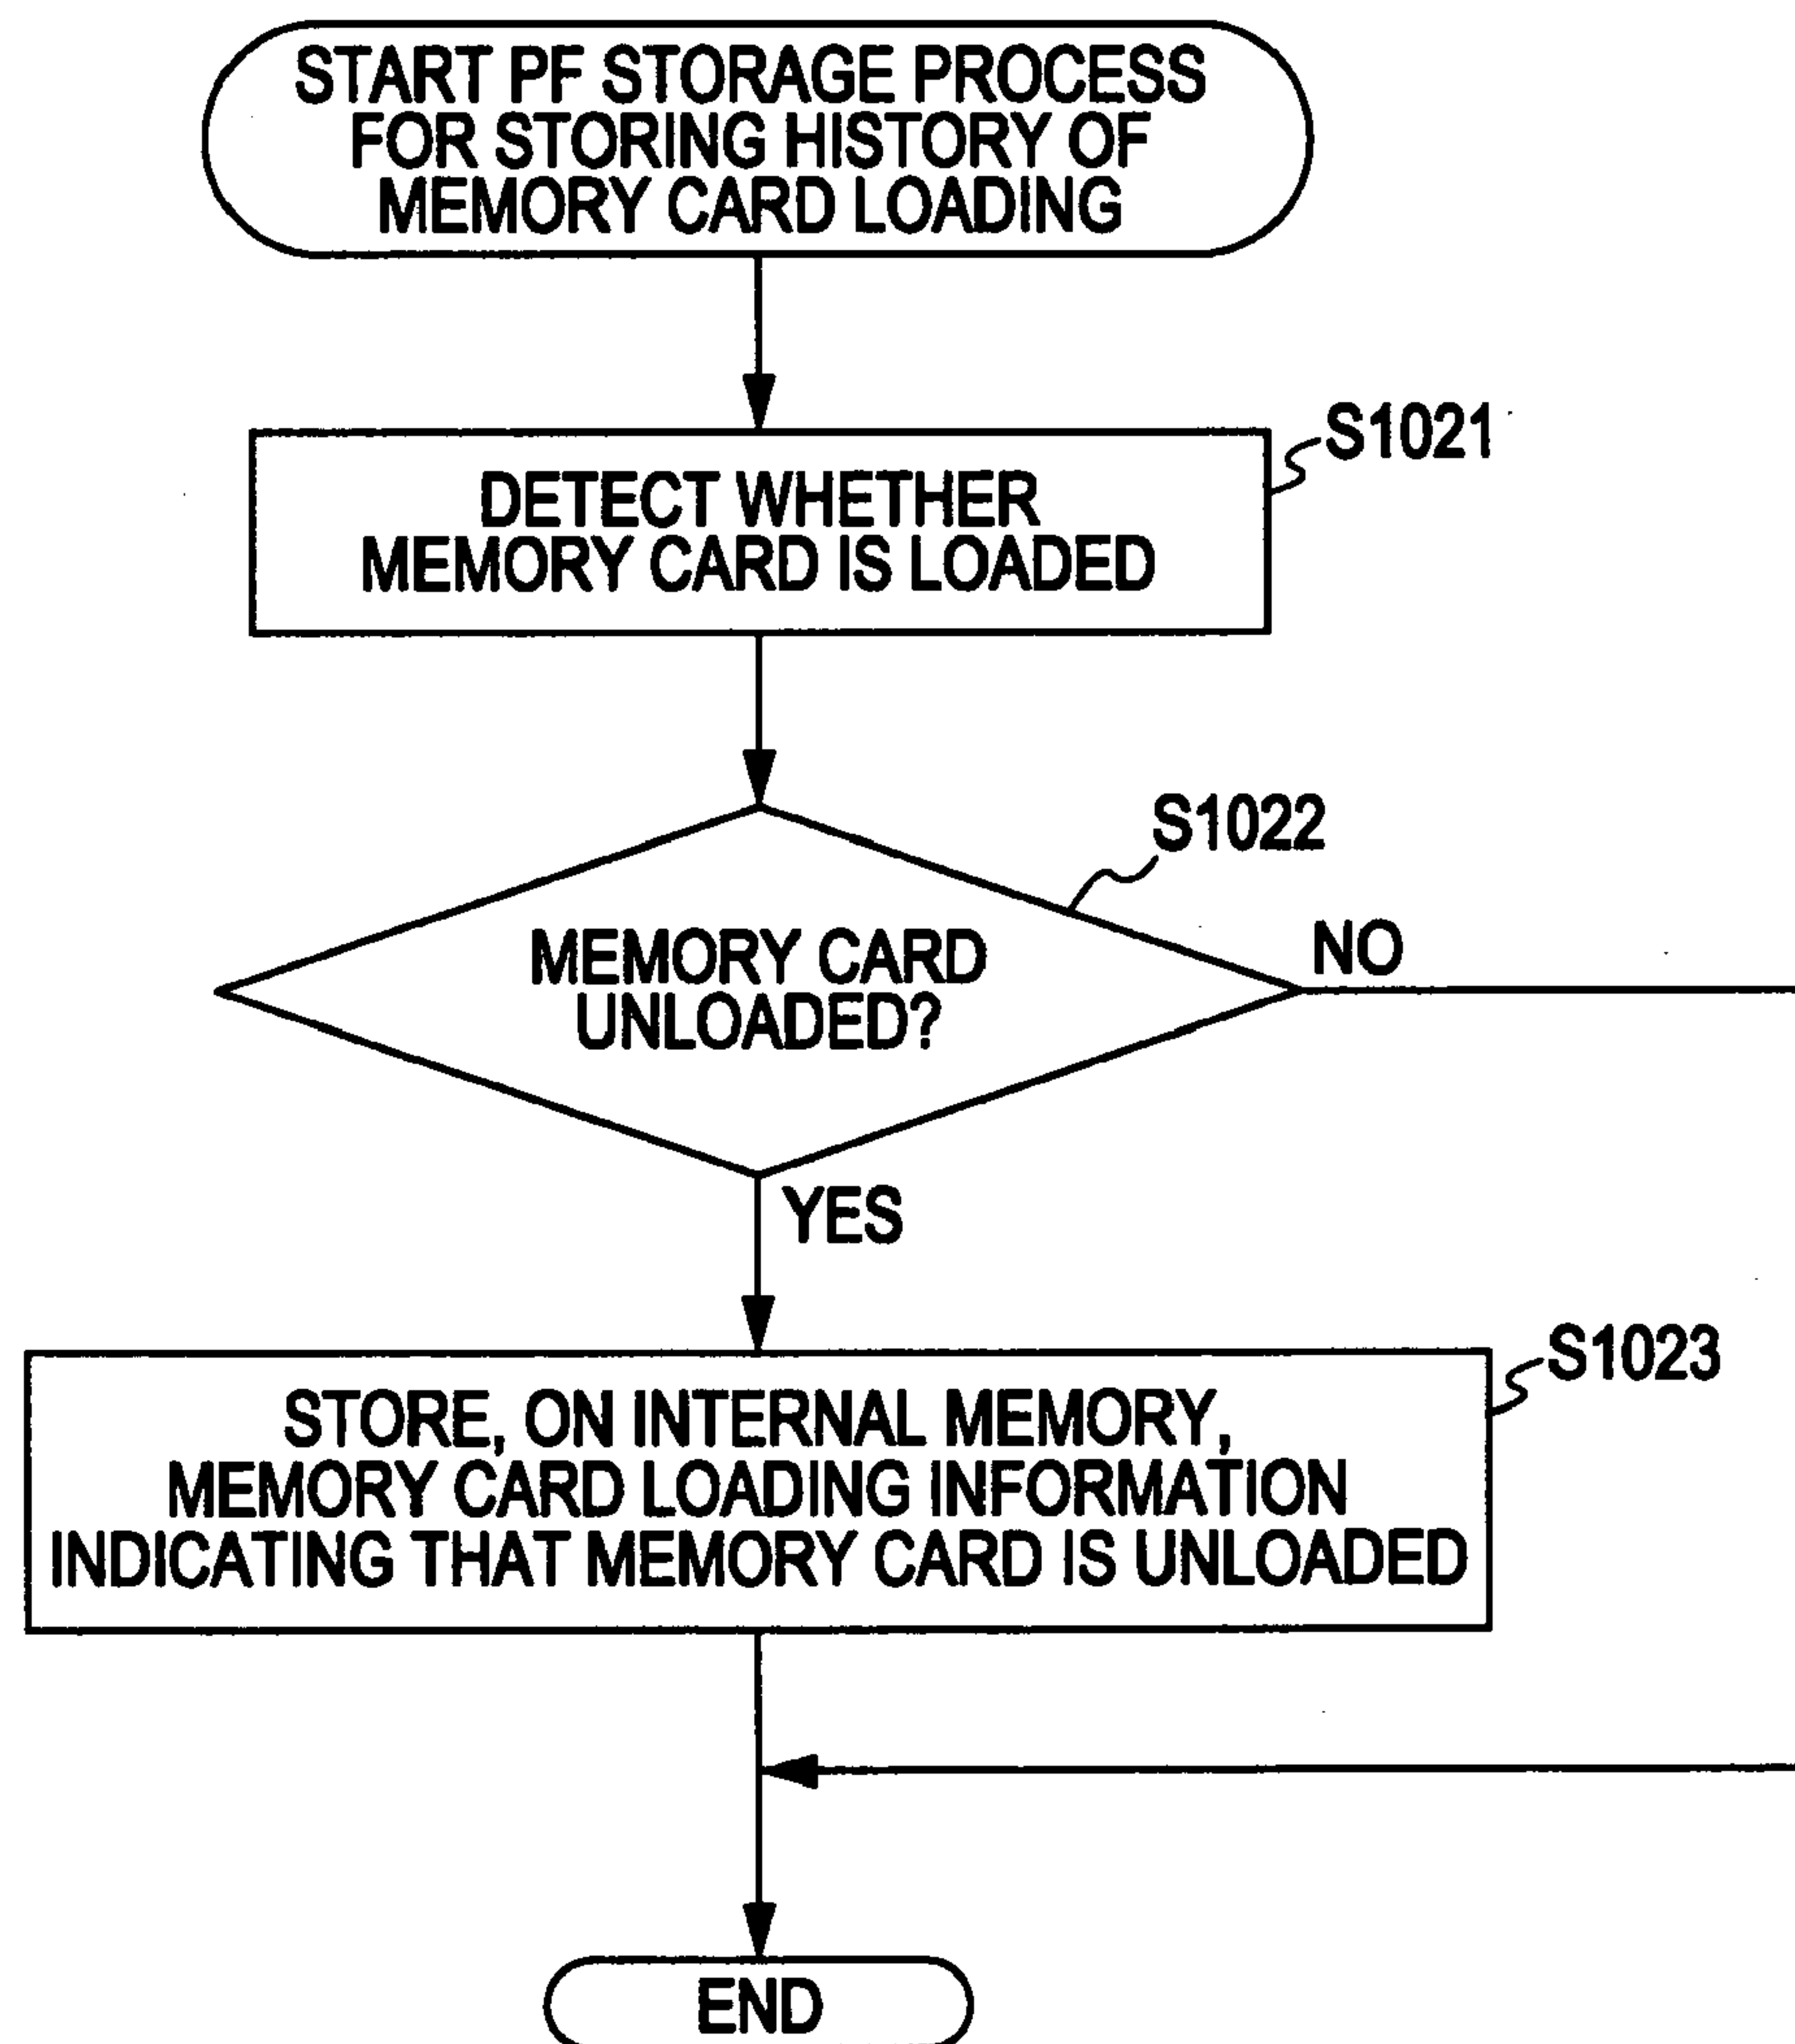 START PF STORAGE PROCESS
FOR STORING HISTORY OF
MEMORY CARD LOADING
S1021
DETECT WHETHER
MEMORY CARD IS LOADED
S1022
MEMORY CARD
UNLOADED?
NO
YES
S1023
STORE, ON INTERNAL MEMORY,
MEMORY CARD LOADING INFORMATION
INDICATING THAT MEMORY CARD IS UNLOADED
END